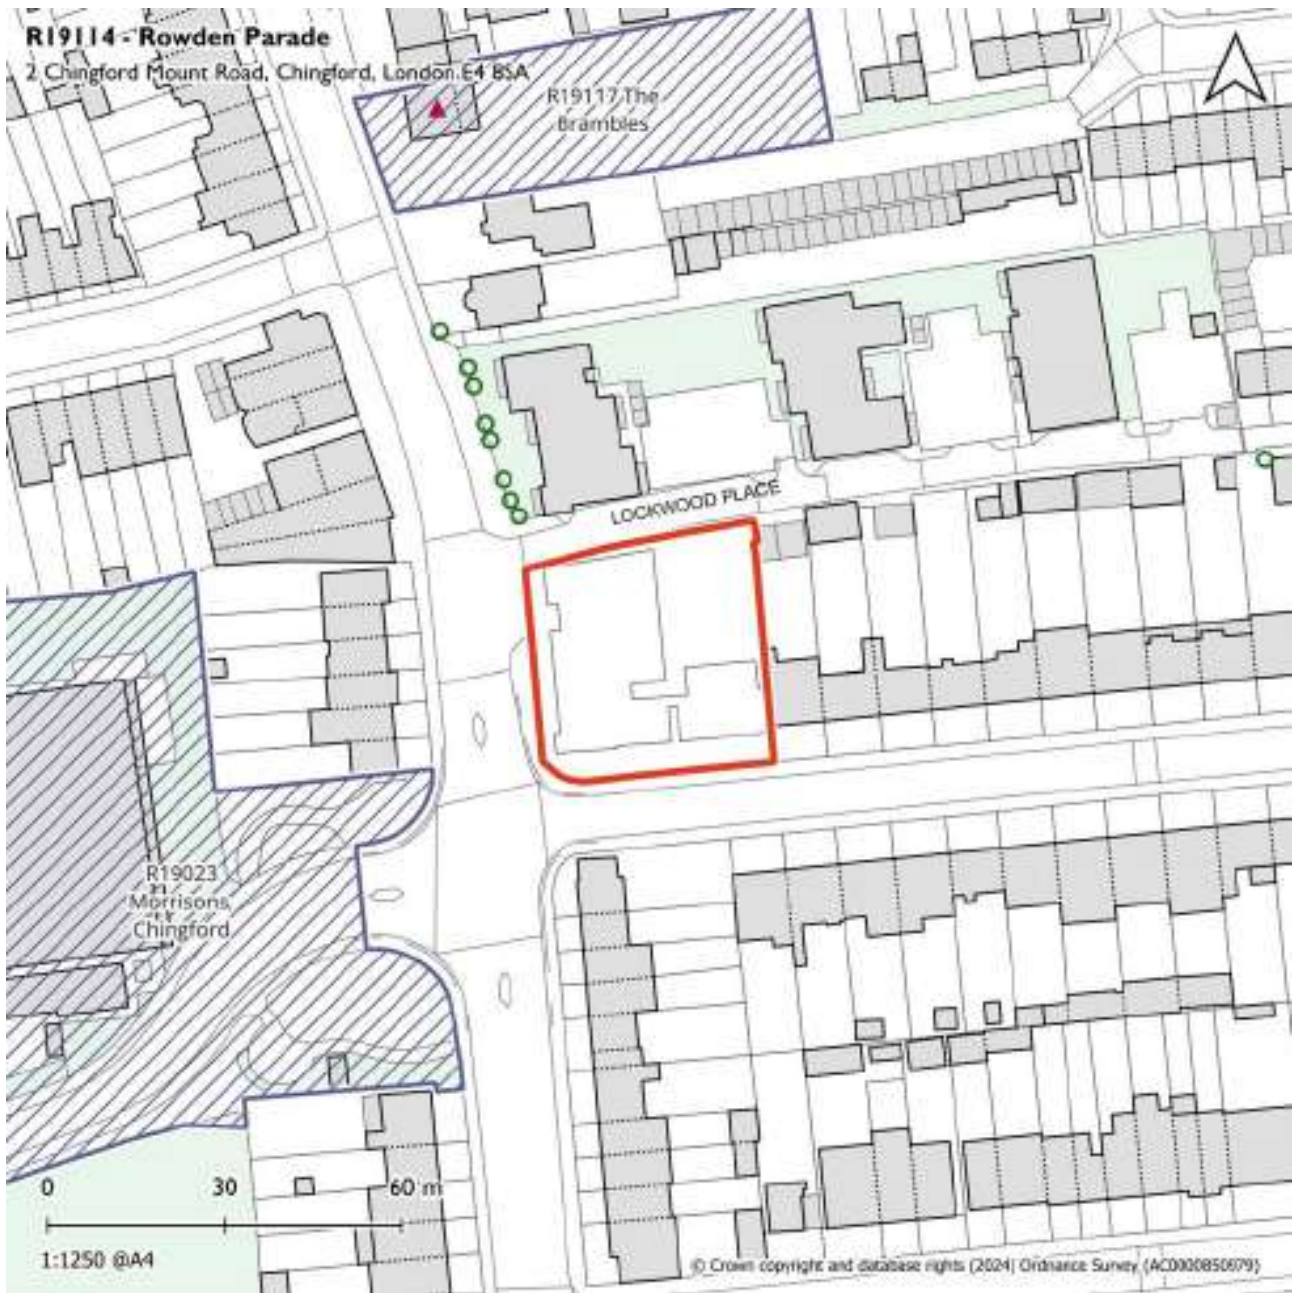 R19114 - Rowden Parade
2 Chingford Mount Road, Chingford, London E4 8SA
R19117 The
Brambles
LOCKWOOD PLACE
R19023
Morrisons,
Chingford
0 30 60 m
1:1250 @A4
© Crown copyright and database rights (2024) Ordnance Survey (AC0000850679)